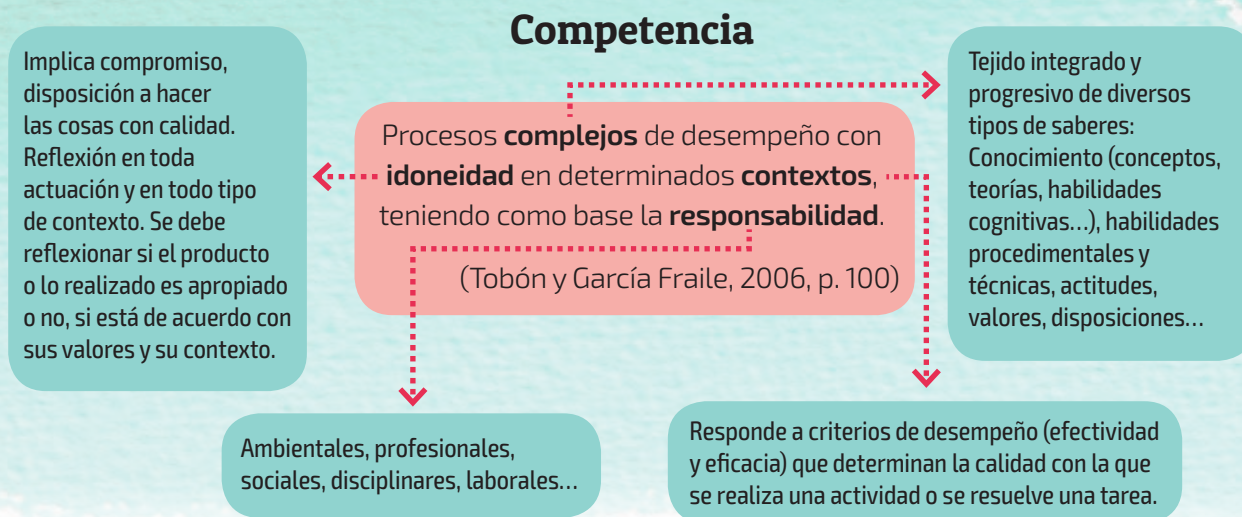 Competencia
Implica compromiso,
disposición a hacer
las cosas con calidad.
Reflexión en toda
actuación y en todo tipo
de contexto. Se debe
reflexionar si el producto
o lo realizado es apropiado
o no, si está de acuerdo con
sus valores y su contexto.
Procesos complejos de desempeño con
idoneidad en determinados contextos,
teniendo como base la responsabilidad.
(Tobón y García Fraile, 2006, p. 100)
Tejido integrado y
progresivo de diversos
tipos de saberes:
Conocimiento (conceptos,
teorías, habilidades
cognitivas...), habilidades
procedimentales y
técnicas, actitudes,
valores, disposiciones...
Ambientales, profesionales,
sociales, disciplinares, laborales...
Responde a criterios de desempeño (efectividad
y eficacia) que determinan la calidad con la que
se realiza una actividad o se resuelve una tarea.